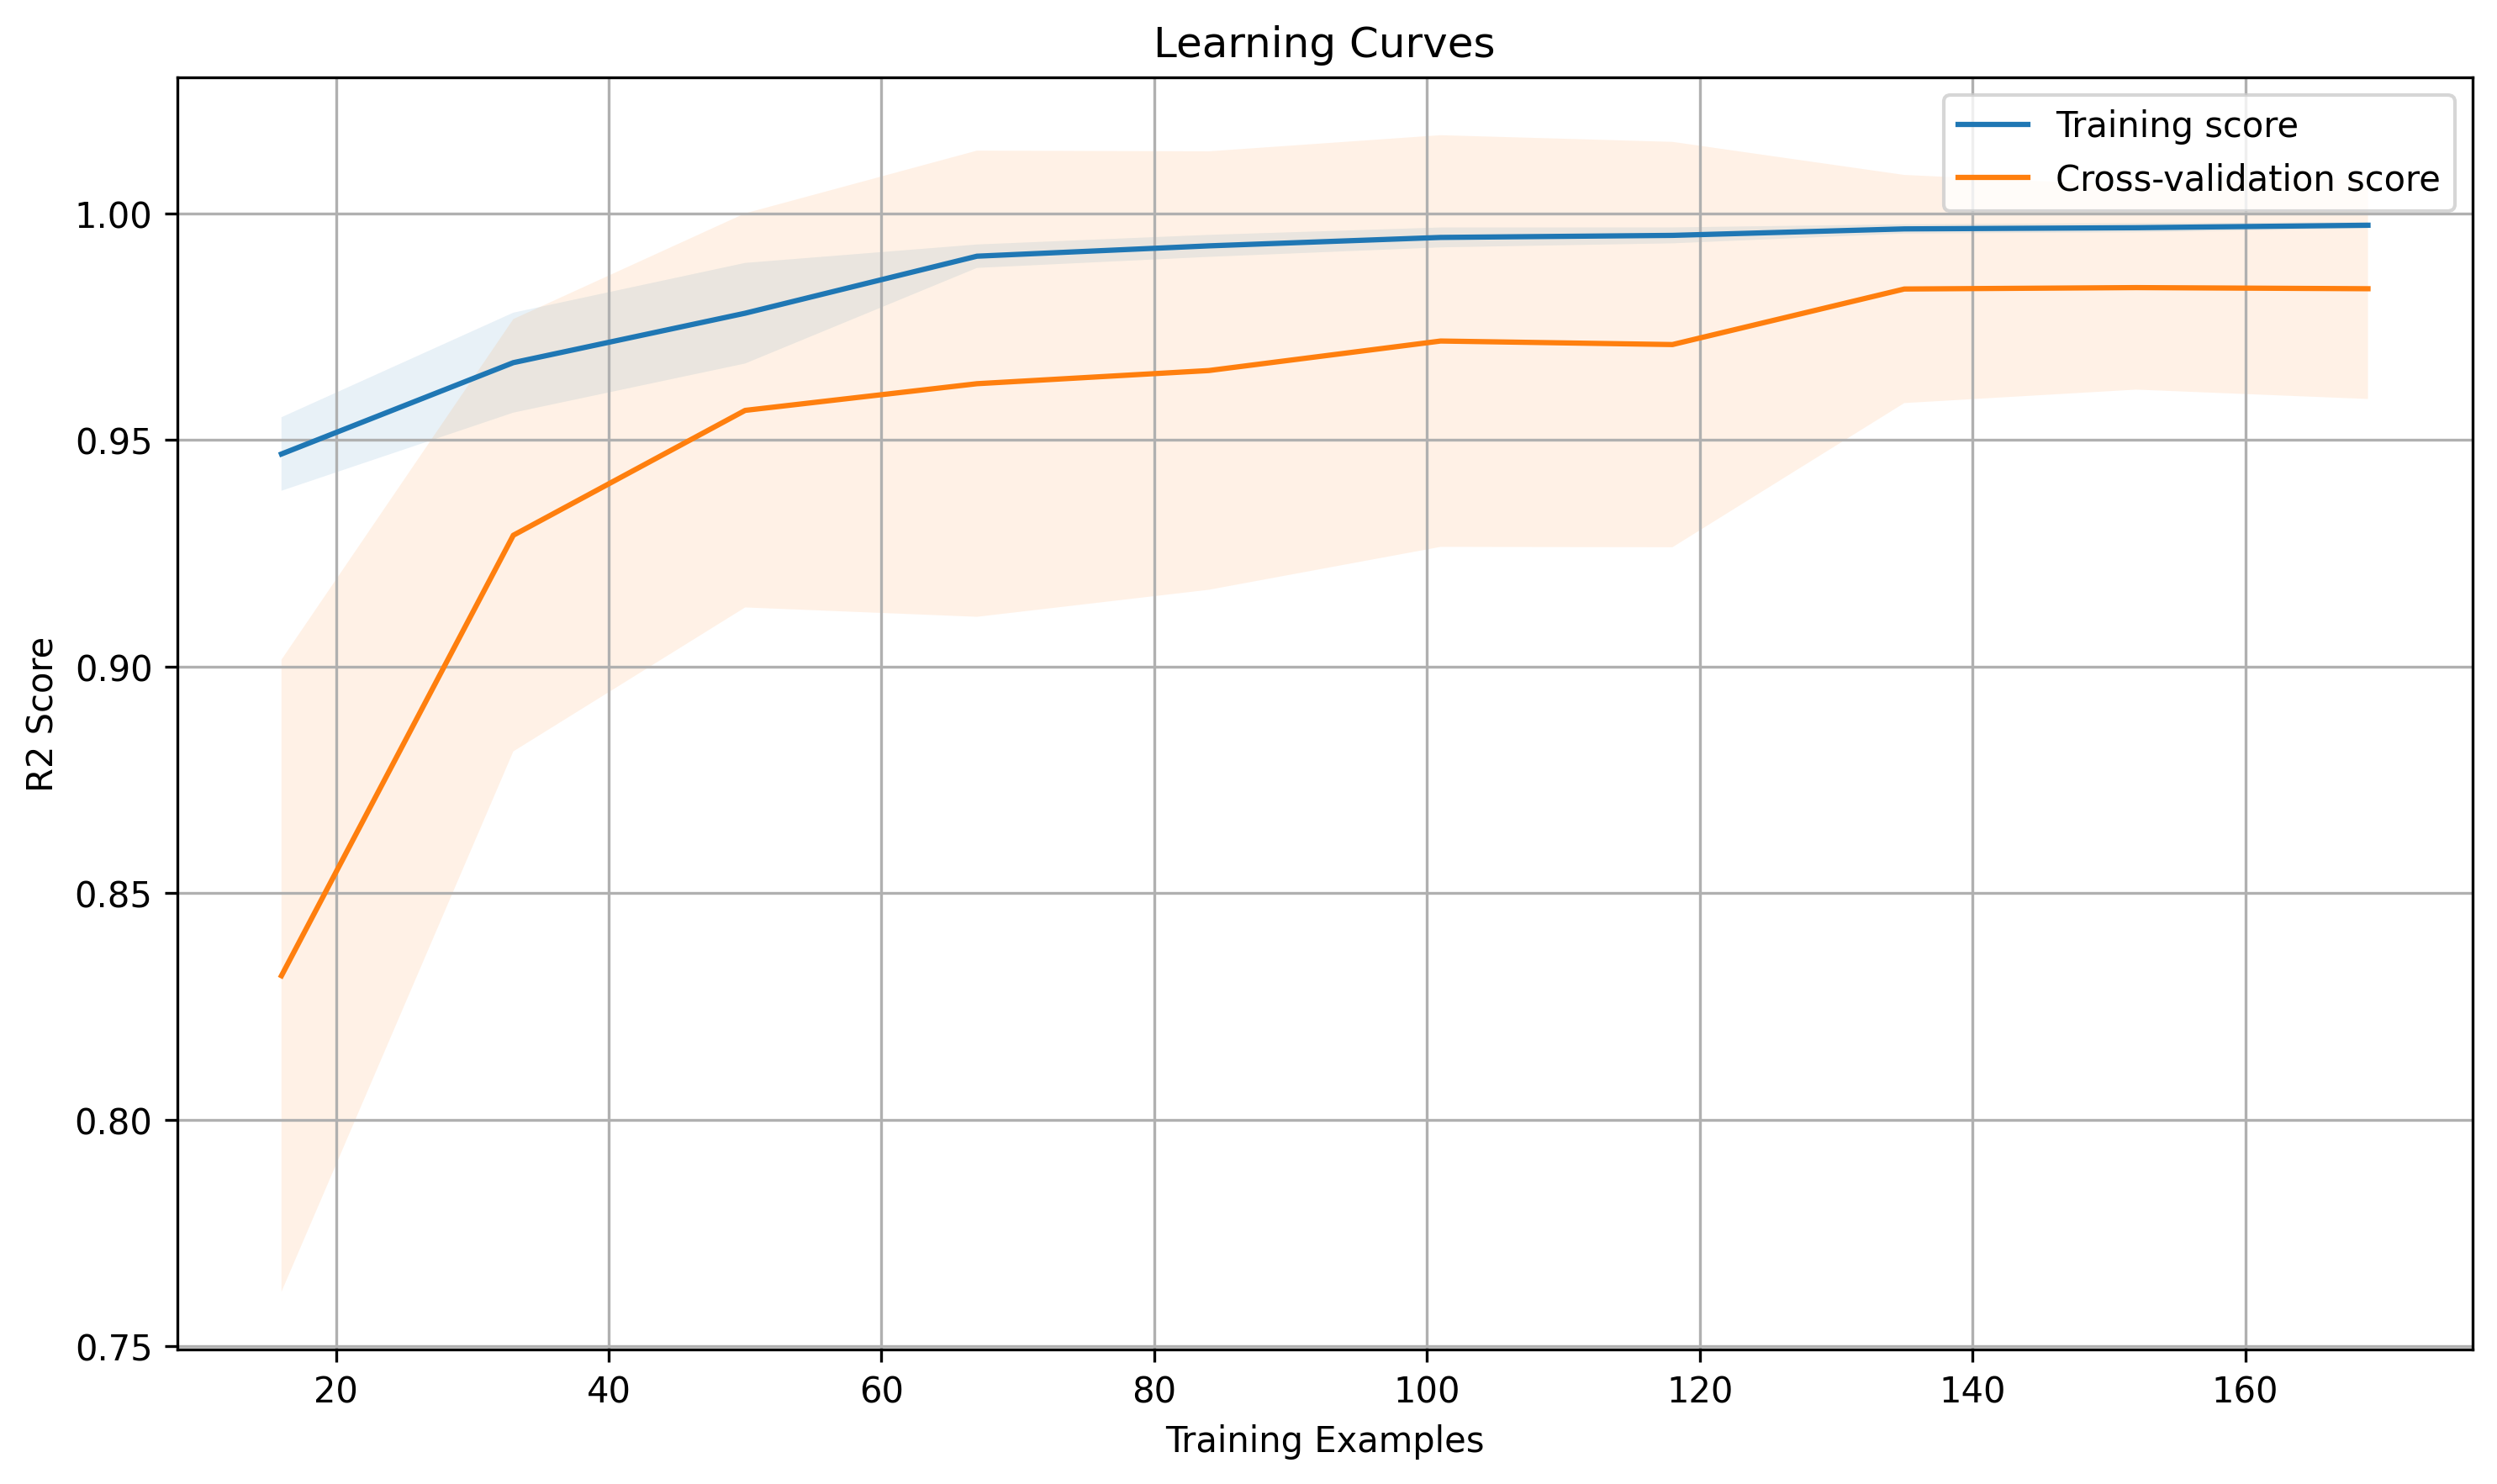 Learning Curves
Training score
Cross-validation score
1.00
0.95
0.90
0.85
0.80
0.75
R2 Score
20 40 60 80 100 120 140 160
Training Examples